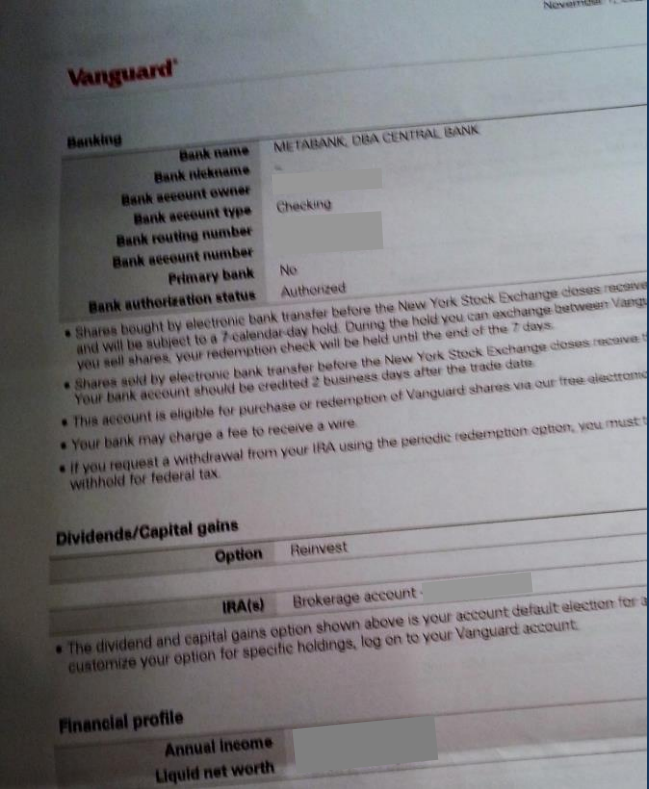 Vanguard®
Banking
Bank name METABANK, DBA CENTRAL BANK
Bank nickname –
Bank account owner
Bank account type Checking
Bank routing number
Bank account number
Primary bank No
Bank authorization status Authorized
• Shares bought by electronic bank transfer before the New York Stock Exchange closes receive
and will be subject to a 7-calendar-day hold. During the hold you can exchange between Vangu
you sell shares, your redemption check will be held until the end of the 7 days.
• Shares sold by electronic bank transfer before the New York Stock Exchange closes receive t
Your bank account should be credited 2 business days after the trade date.
• This account is eligible for purchase or redemption of Vanguard shares via our free electronic
• Your bank may charge a fee to receive a wire.
• If you request a withdrawal from your IRA using the periodic redemption option, you must t
withhold for federal tax.
Dividends/Capital gains
Option Reinvest
IRA(s) Brokerage account -
• The dividend and capital gains option shown above is your account default election for a
customize your option for specific holdings, log on to your Vanguard account.
Financial profile
Annual income
Liquid net worth